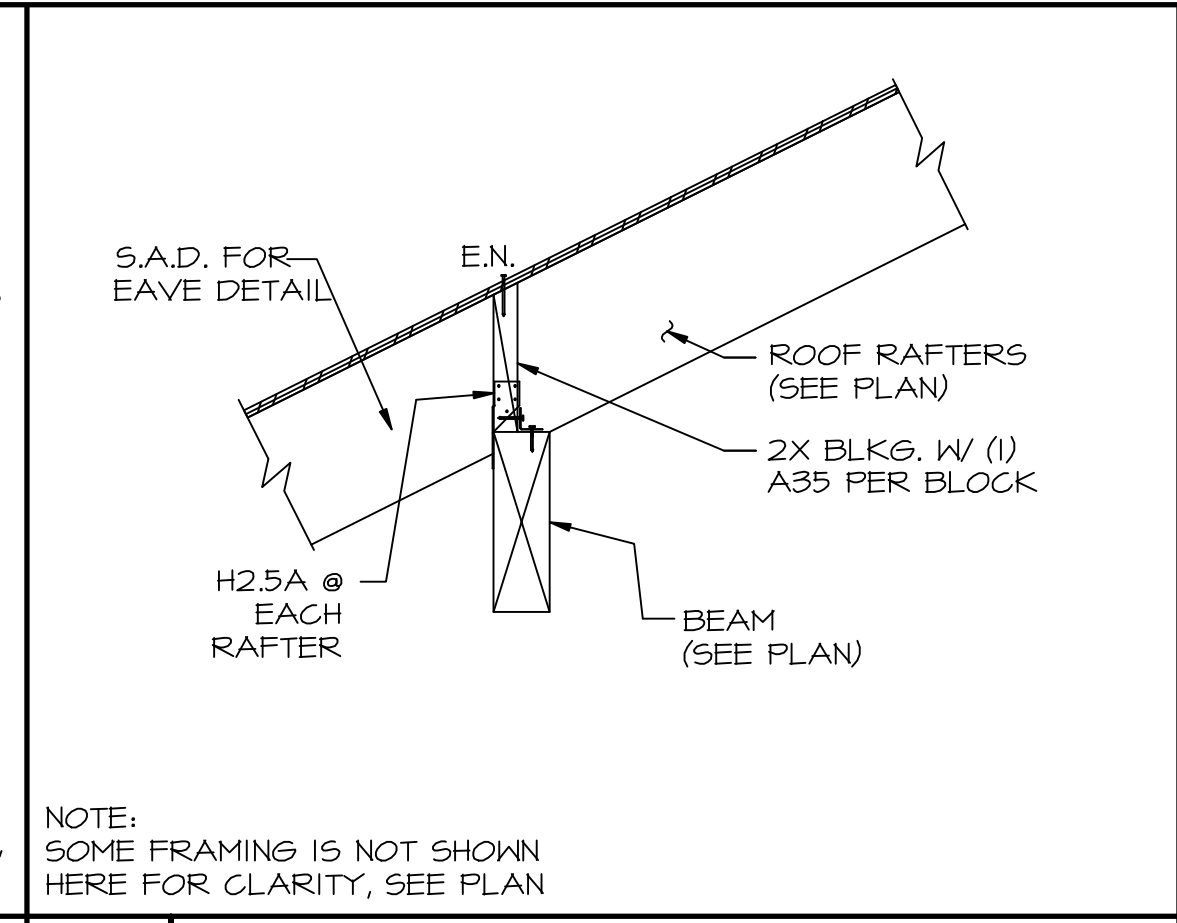 S.A.D. FOR
EAVE DETAIL
E.N.
ROOF RAFTERS
(SEE PLAN)
2X BLKG. W/ (1)
A35 PER BLOCK
H2.5A @
EACH
RAFTER
BEAM
(SEE PLAN)
NOTE:
SOME FRAMING IS NOT SHOWN
HERE FOR CLARITY, SEE PLAN